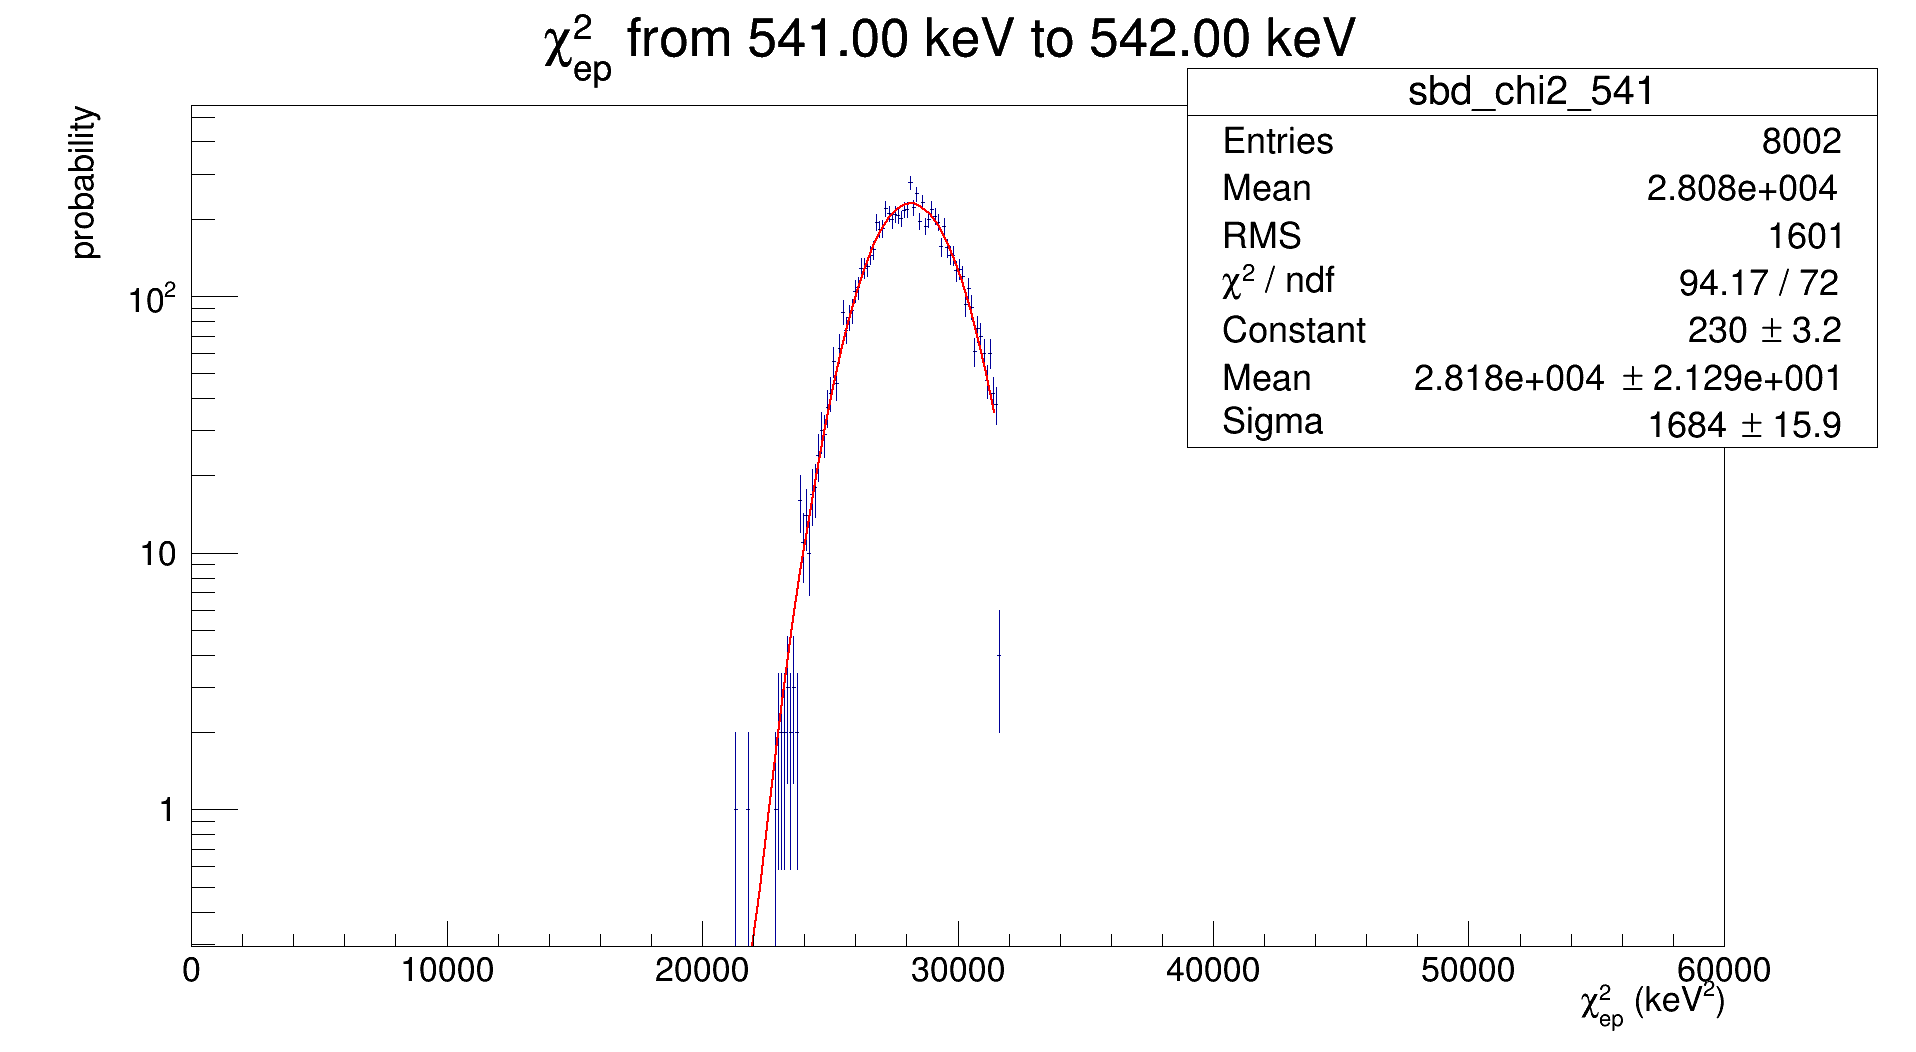 χ²ep from 541.00 keV to 542.00 keV
sbd_chi2_541
Entries 8002
Mean 2.808e+004
RMS 1601
χ² / ndf 94.17 / 72
Constant 230 ± 3.2
Mean 2.818e+004 ± 2.129e+001
Sigma 1684 ± 15.9
probability
10²
10
1
0 10000 20000 30000 40000 50000 60000
χ²ep (keV²)